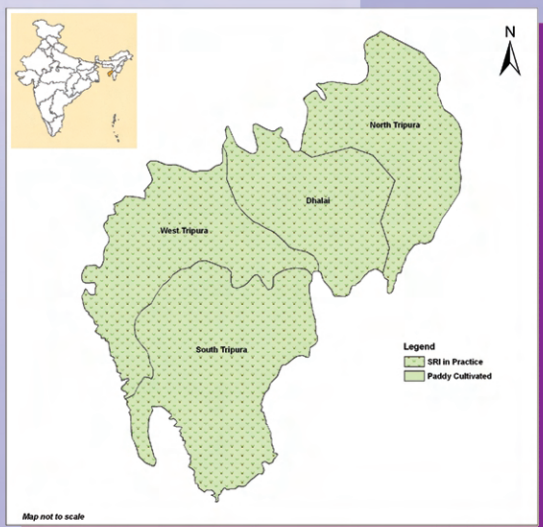 N
North Tripura
Dhalai
West Tripura
South Tripura
Legend
SRI in Practice
Paddy Cultivated
Map not to scale